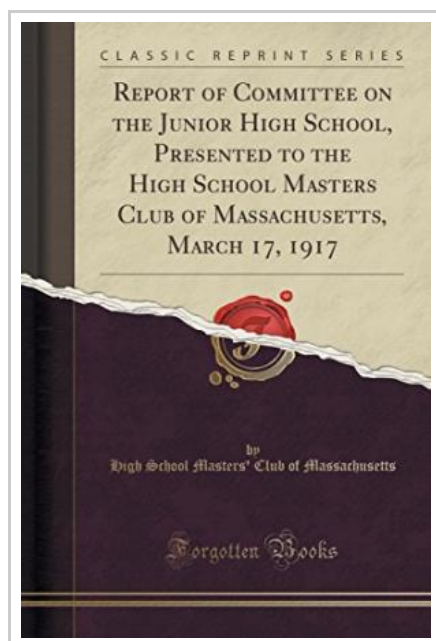 CLASSIC REPRINT SERIES
REPORT OF COMMITTEE ON
THE JUNIOR HIGH SCHOOL,
PRESENTED TO THE
HIGH SCHOOL MASTERS
CLUB OF MASSACHUSETTS,
MARCH 17, 1917
by
High School Masters' Club of Massachusetts
Forgotten Books